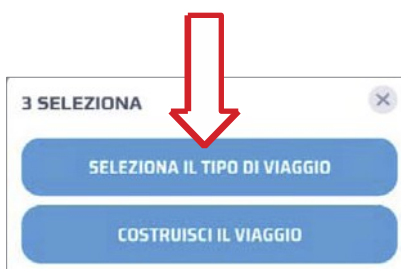 3 SELEZIONA
SELEZIONA IL TIPO DI VIAGGIO
COSTRUISCI IL VIAGGIO